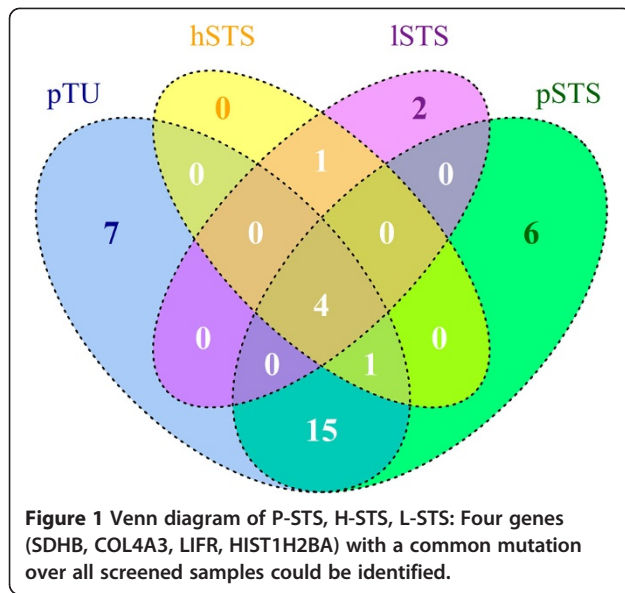 hSTS lSTS
pTU pSTS
0 2
0 1 0
7 0 0 6
4
0 0 1 0
15
Figure 1 Venn diagram of P-STS, H-STS, L-STS: Four genes
(SDHB, COL4A3, LIFR, HIST1H2BA) with a common mutation
over all screened samples could be identified.